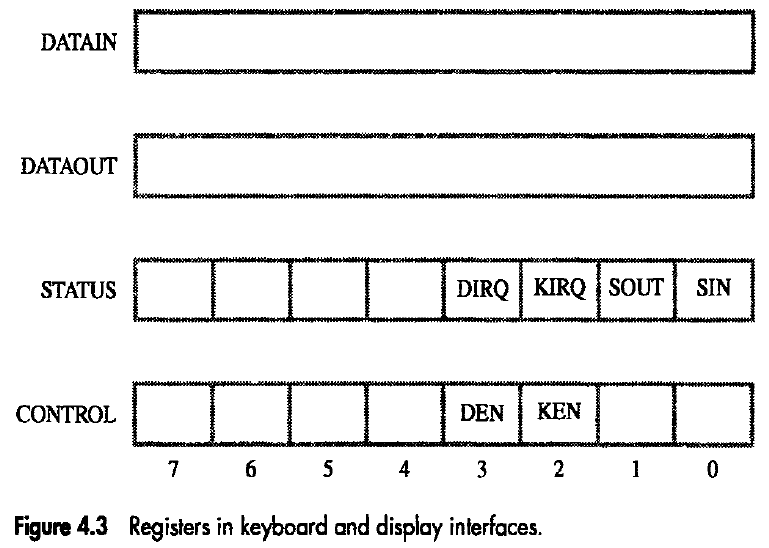 DATAIN
DATAOUT
STATUS DIRQ KIRQ SOUT SIN
CONTROL DEN KEN
7 6 5 4 3 2 1 0
Figure 4.3 Registers in keyboard and display interfaces.